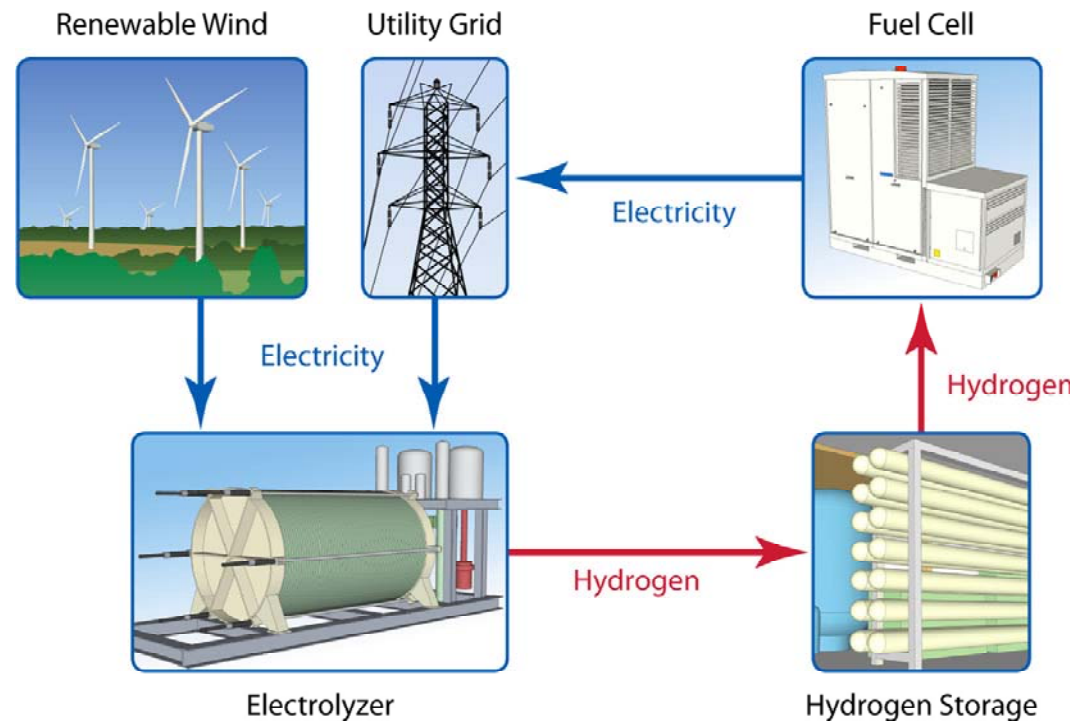 Renewable Wind
Utility Grid
Fuel Cell
Electricity
Electricity
Hydrogen
Hydrogen
Electrolyzer
Hydrogen Storage